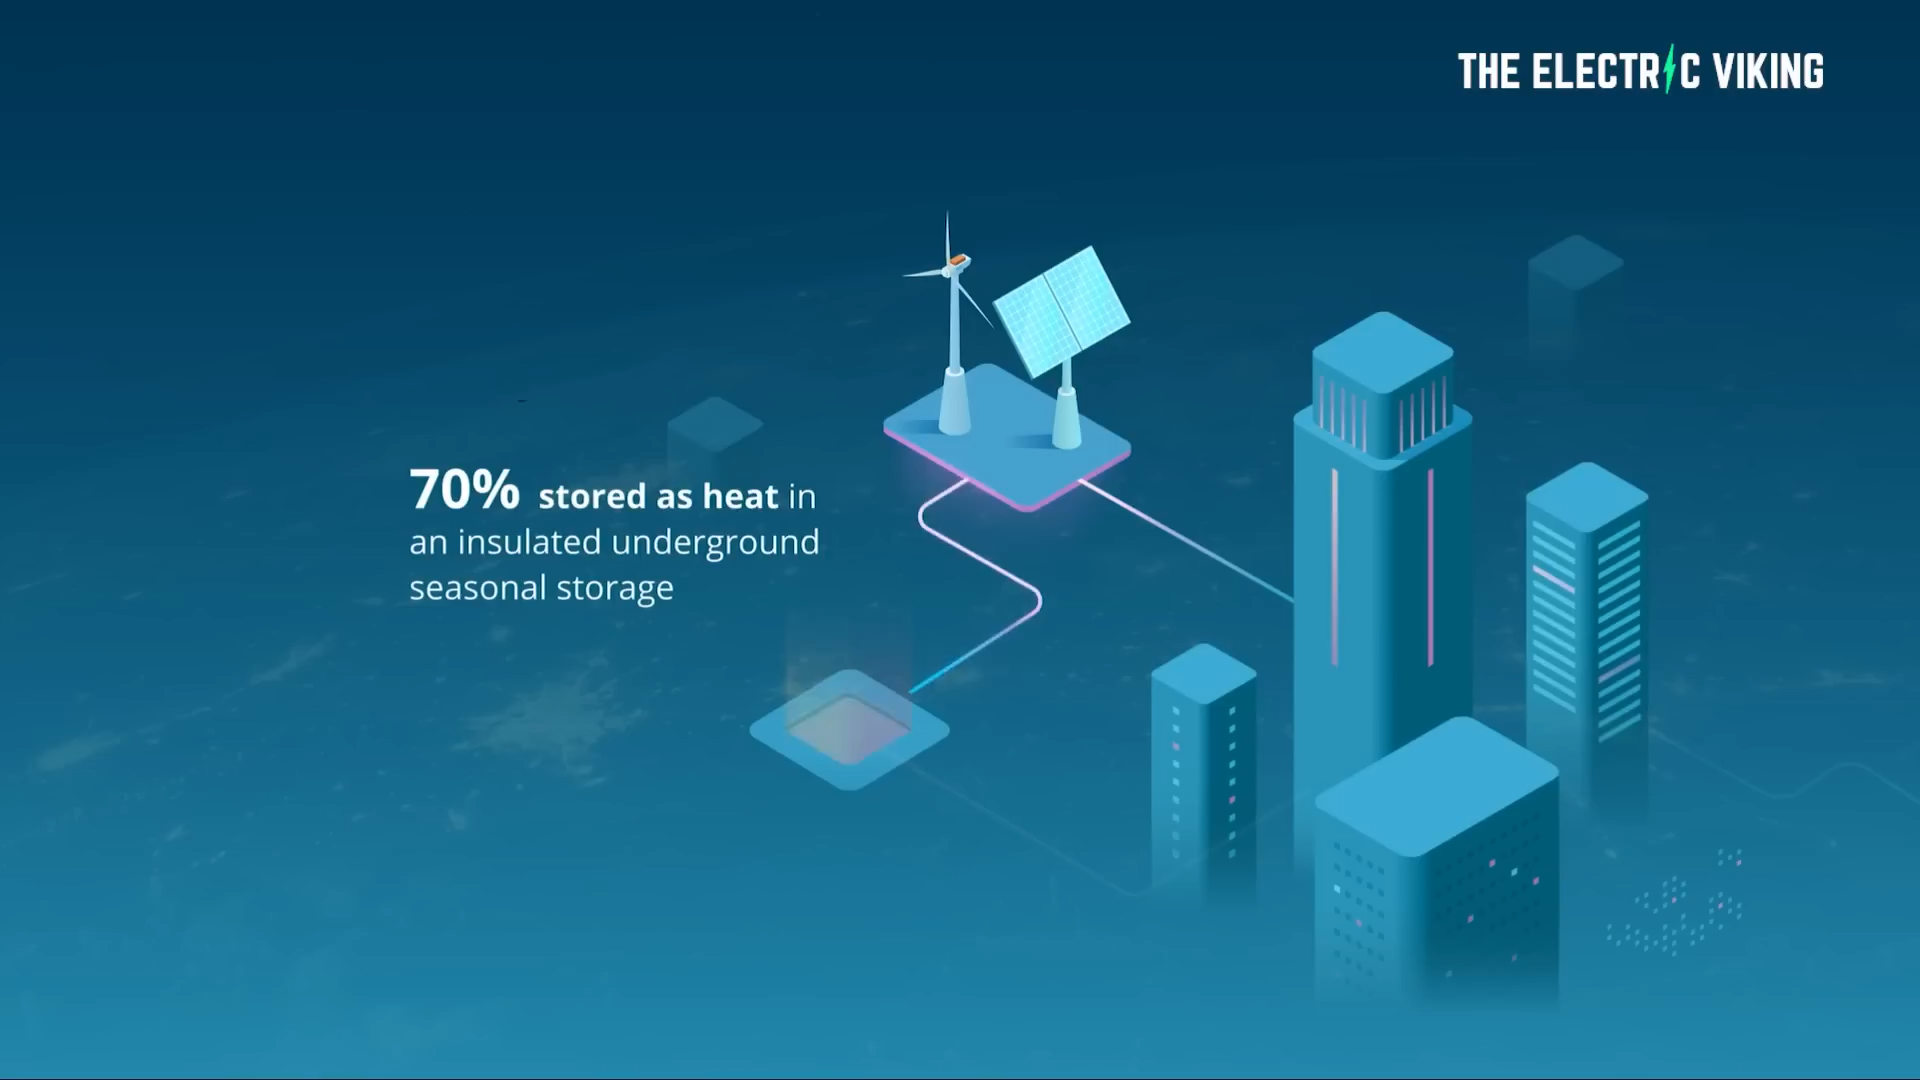 THE ELECTRIC VIKING
70% stored as heat in
an insulated underground
seasonal storage